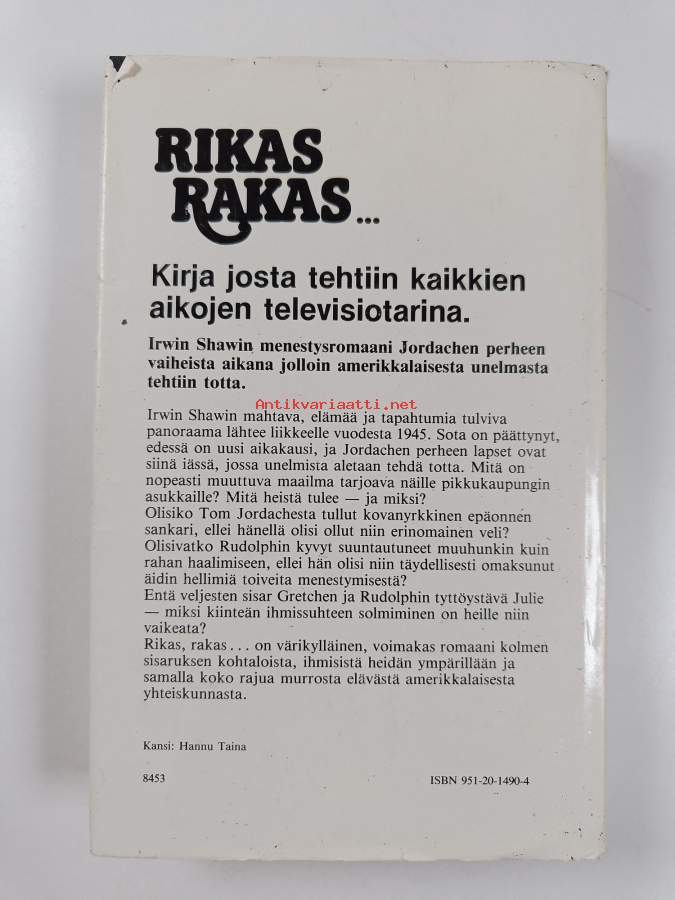 RIKAS
RAKAS...
Kirja josta tehtiin kaikkien
aikojen televisiotarina.
Irwin Shawin menestysromaani Jordachen perheen
vaiheista aikana jolloin amerikkalaisesta unelmasta
tehtiin totta.
Antikvariaatti.net
Irwin Shawin mahtava, elämää ja tapahtumia tulviva
panoraama lähtee liikkeelle vuodesta 1945. Sota on päättynyt,
edessä on uusi aikakausi, ja Jordachen perheen lapset ovat
siinä iässä, jossa unelmista aletaan tehdä totta. Mitä on
nopeasti muuttuva maailma tarjoava näille pikkukaupungin
asukkaille? Mitä heistä tulee — ja miksi?
Olisiko Tom Jordachesta tullut kovanyrkkinen epäonnen
sankari, ellei hänellä olisi ollut niin erinomainen veli?
Olisivatko Rudolphin kyvyt suuntautuneet muuhunkin kuin
rahan haalimiseen, ellei hän olisi niin täydellisesti omaksunut
äidin hellimiä toiveita menestymisestä?
Entä veljesten sisar Gretchen ja Rudolphin tyttöystävä Julie
— miksi kiinteän ihmissuhteen solmiminen on heille niin
vaikeata?
Rikas, rakas... on värikylläinen, voimakas romaani kolmen
sisaruksen kohtaloista, ihmisistä heidän ympärillään ja
samalla koko rajua murrosta elävästä amerikkalaisesta
yhteiskunnasta.
Kansi: Hannu Taina
8453
ISBN 951-20-1490-4